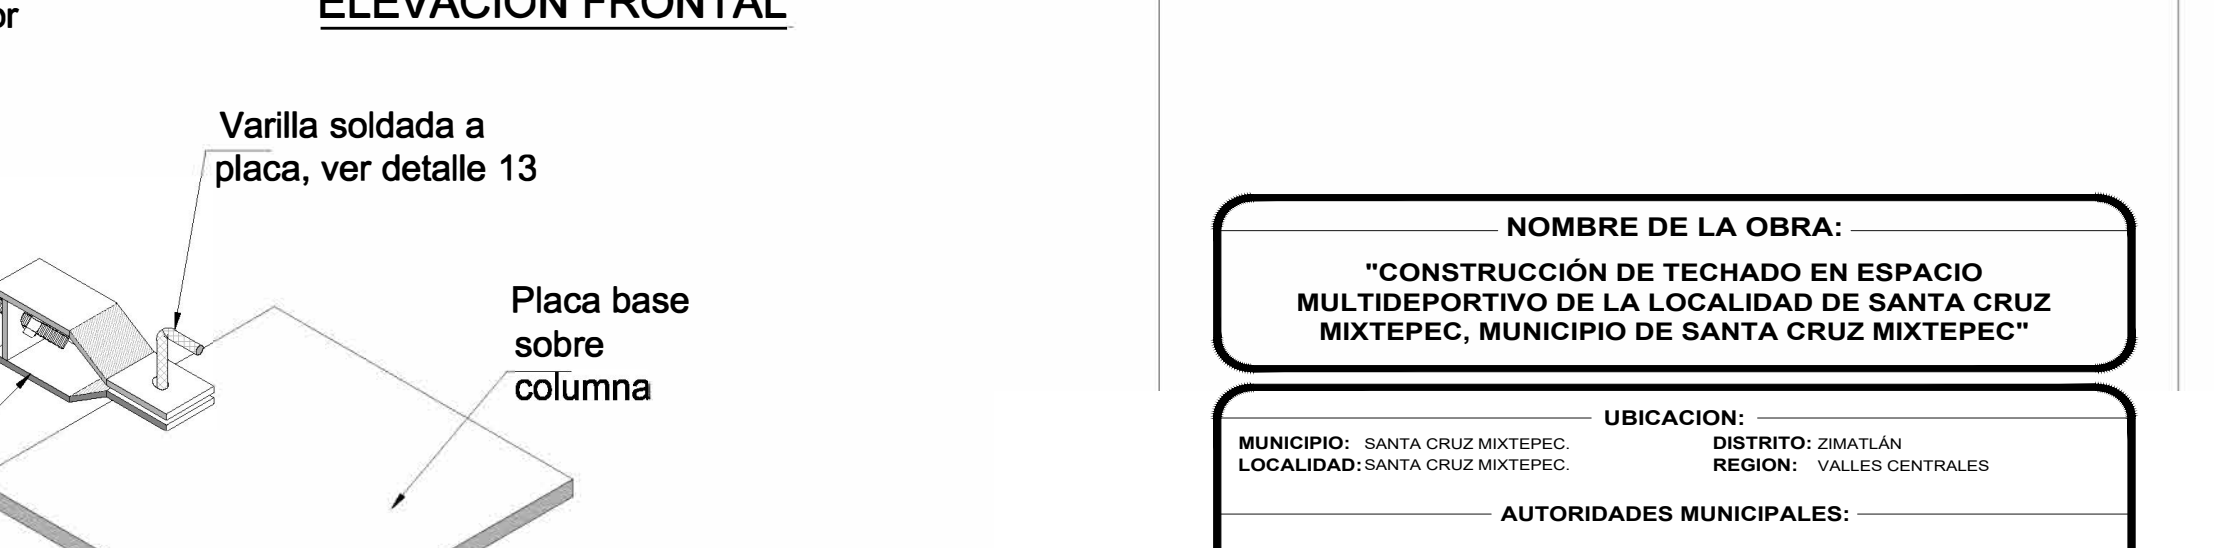 ELEVACION FRONTAL
Varilla soldada a
placa, ver detalle 13
Placa base
sobre
columna
NOMBRE DE LA OBRA:
"CONSTRUCCIÓN DE TECHADO EN ESPACIO
MULTIDEPORTIVO DE LA LOCALIDAD DE SANTA CRUZ
MIXTEPEC, MUNICIPIO DE SANTA CRUZ MIXTEPEC"
UBICACION:
MUNICIPIO: SANTA CRUZ MIXTEPEC. DISTRITO: ZIMATLÁN
LOCALIDAD: SANTA CRUZ MIXTEPEC. REGION: VALLES CENTRALES
AUTORIDADES MUNICIPALES: